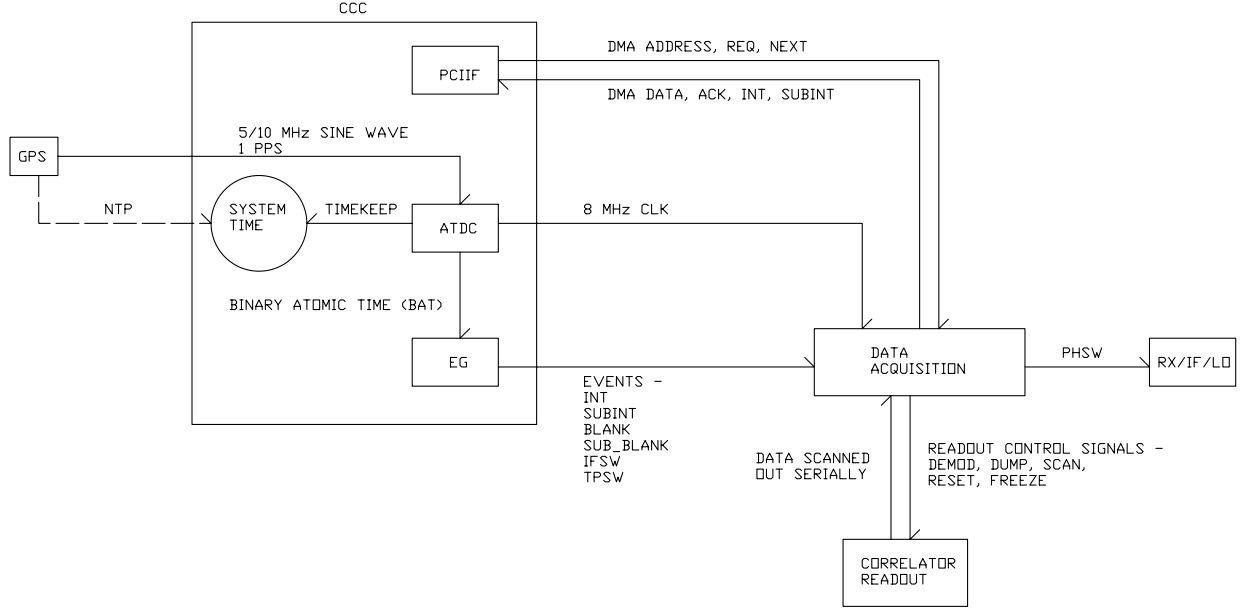 CCC
DMA ADDRESS, REQ, NEXT
PCIIF
DMA DATA, ACK, INT, SUBINT
5/10 MHz SINE WAVE
1 PPS
GPS
NTP
SYSTEM
TIME
TIMEKEEP
ATDC
8 MHz CLK
BINARY ATOMIC TIME (BAT)
EG
DATA
ACQUISITION
PHSW
RX/IF/LO
EVENTS -
INT
SUBINT
BLANK
SUB_BLANK
IFSW
TPSW
DATA SCANNED
OUT SERIALLY
READOUT CONTROL SIGNALS -
DEMOD, DUMP, SCAN,
RESET, FREEZE
CORRELATOR
READOUT